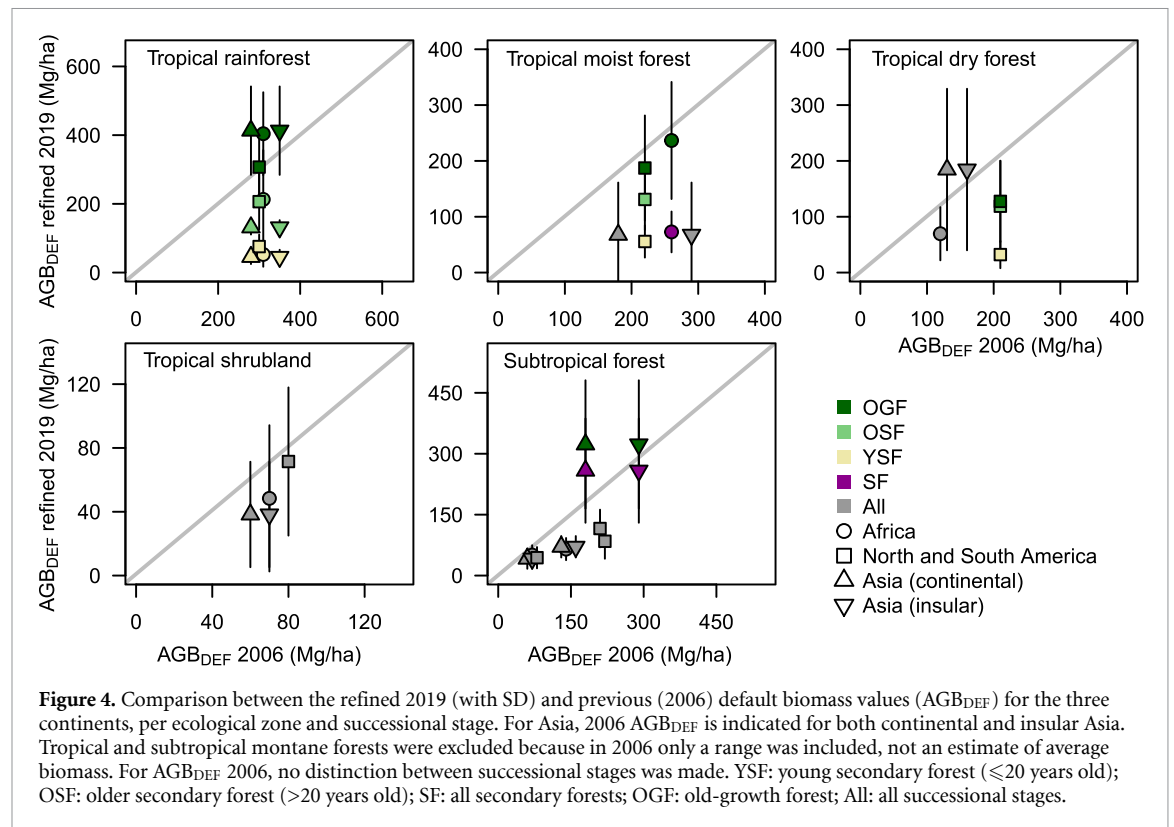 Tropical rainforest
AGBDEF refined 2019 (Mg/ha)
600
400
200
0
0 200 400 600
Tropical moist forest
400
300
200
100
0
0 100 200 300 400
Tropical dry forest
400
300
200
100
0
0 100 200 300 400
AGBDEF 2006 (Mg/ha)
Tropical shrubland
AGBDEF refined 2019 (Mg/ha)
120
80
40
0
0 40 80 120
AGBDEF 2006 (Mg/ha)
Subtropical forest
450
300
150
0
0 150 300 450
AGBDEF 2006 (Mg/ha)
OGF
OSF
YSF
SF
All
Africa
North and South America
Asia (continental)
Asia (insular)
Figure 4. Comparison between the refined 2019 (with SD) and previous (2006) default biomass values (AGBDEF) for the three
continents, per ecological zone and successional stage. For Asia, 2006 AGBDEF is indicated for both continental and insular Asia.
Tropical and subtropical montane forests were excluded because in 2006 only a range was included, not an estimate of average
biomass. For AGBDEF 2006, no distinction between successional stages was made. YSF: young secondary forest (⩽20 years old);
OSF: older secondary forest (>20 years old); SF: all secondary forests; OGF: old-growth forest; All: all successional stages.